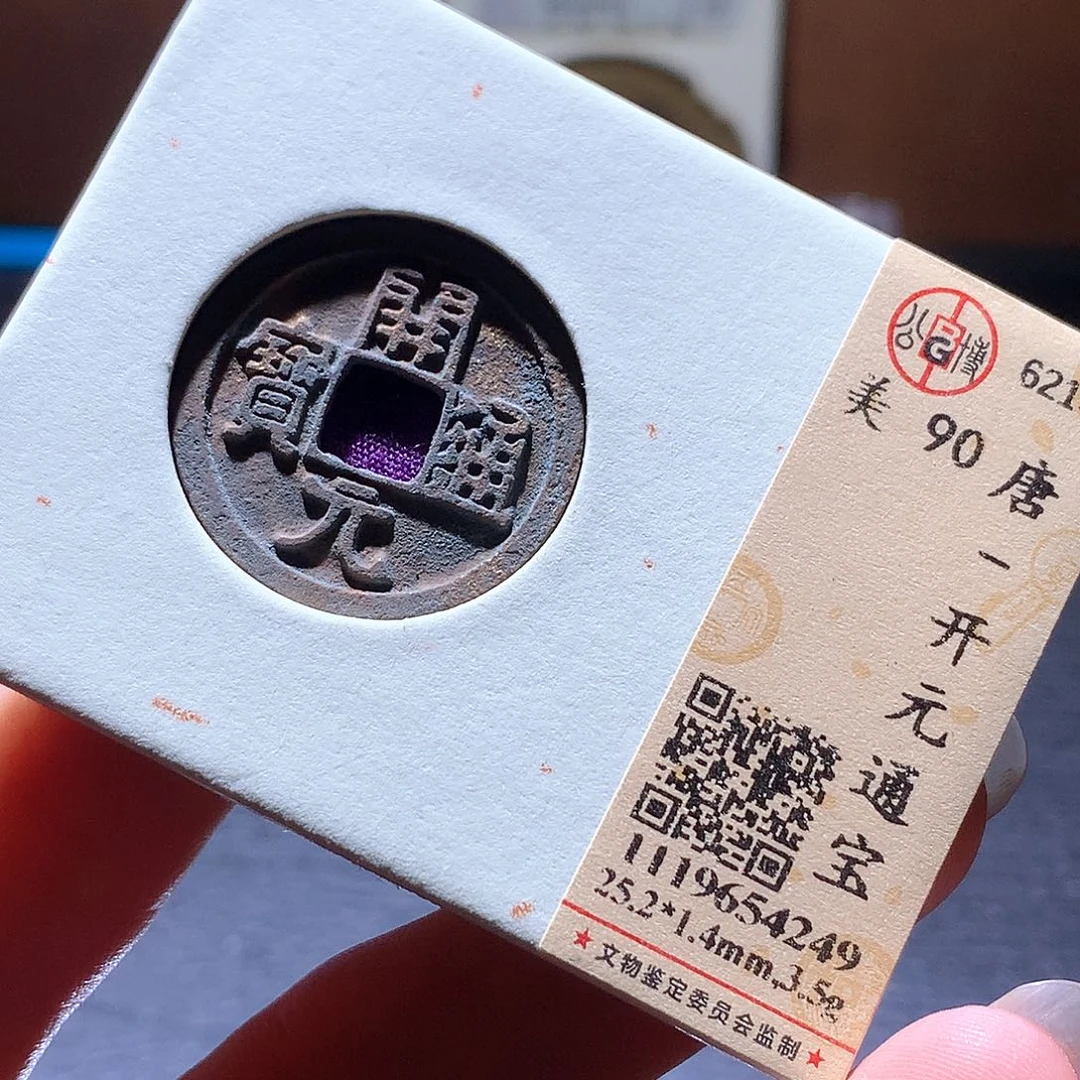 開元通寳
公博
美 90
621
唐一开元通宝
1119654249
25.2*1.4mm,3.5g
★文物鉴定委员会监制★